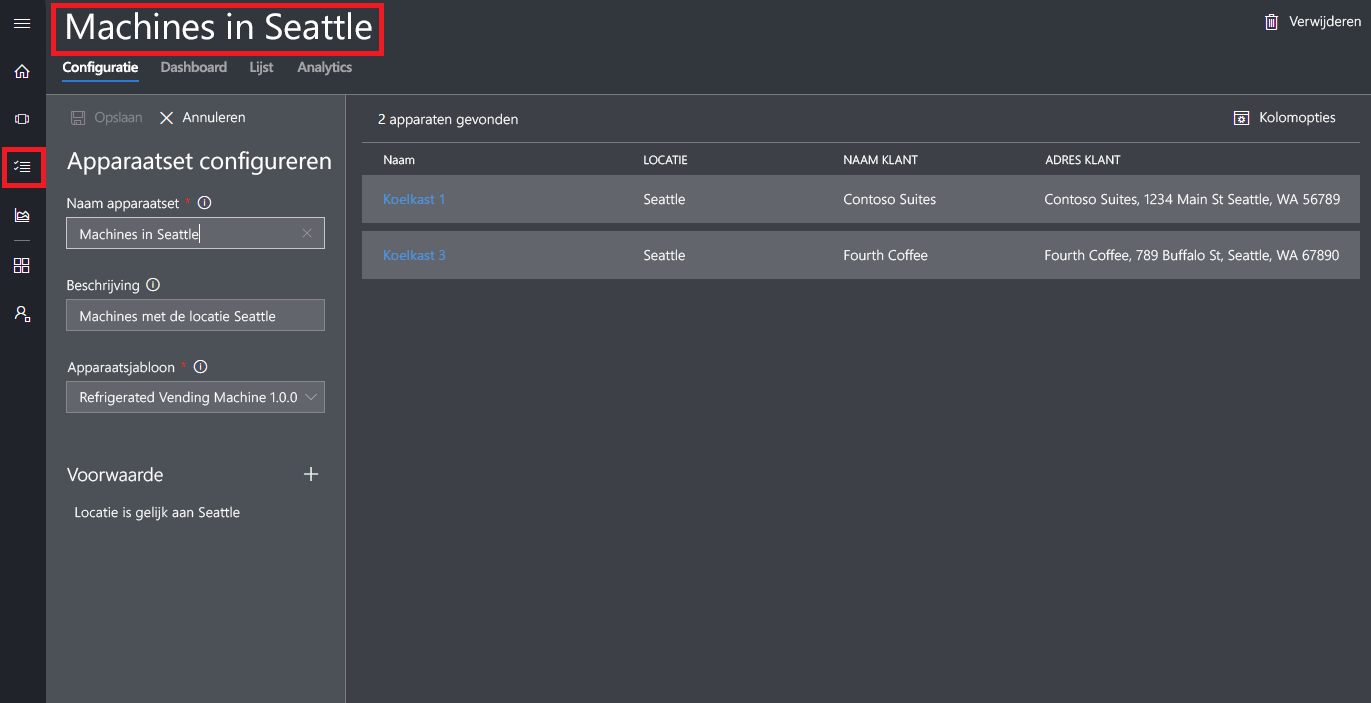 Machines in Seattle
Verwijderen
Configuratie Dashboard Lijst Analytics
Opslaan Annuleren
Apparaatset configureren
Naam apparaatset *
Machines in Seattle
Beschrijving
Machines met de locatie Seattle
Apparaatsjabloon *
Refrigerated Vending Machine 1.0.0
Voorwaarde
Locatie is gelijk aan Seattle
2 apparaten gevonden
Kolomopties
Naam LOCATIE NAAM KLANT ADRES KLANT
Koelkast 1 Seattle Contoso Suites Contoso Suites, 1234 Main St Seattle, WA 56789
Koelkast 3 Seattle Fourth Coffee Fourth Coffee, 789 Buffalo St, Seattle, WA 67890